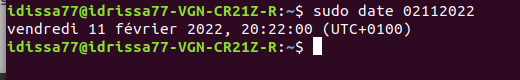 idissa77@idrissa77-VGN-CR21Z-R:~$ sudo date 02112022
vendredi 11 février 2022, 20:22:00 (UTC+0100)
idissa77@idrissa77-VGN-CR21Z-R:~$